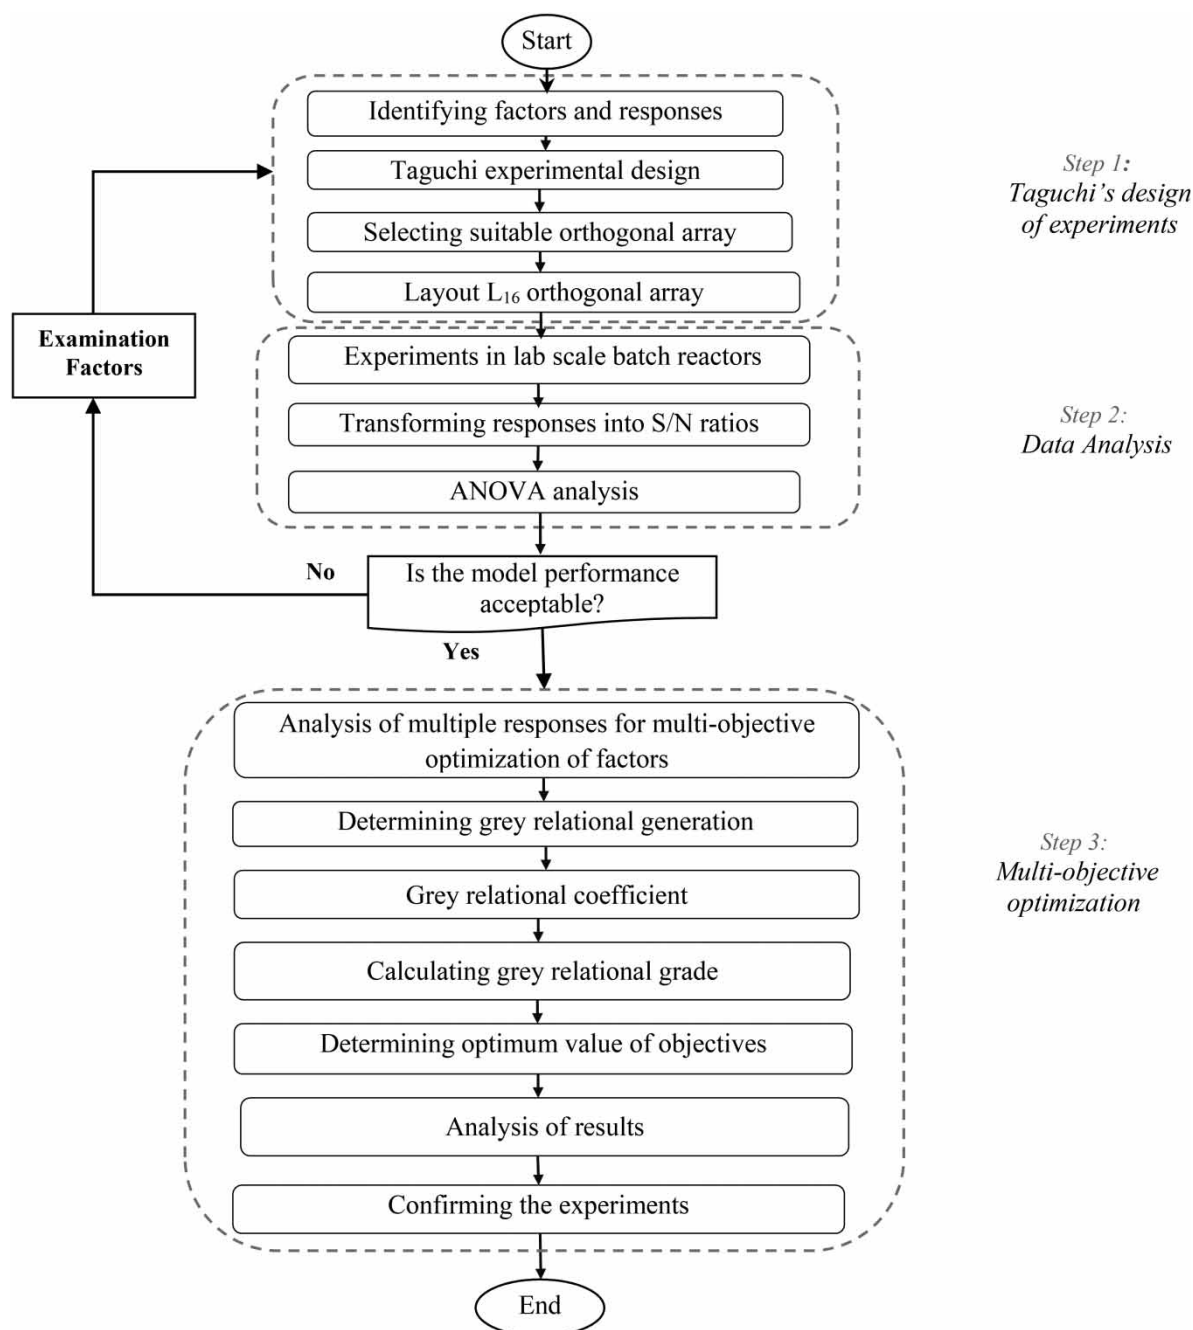 Start
Identifying factors and responses
Taguchi experimental design
Selecting suitable orthogonal array
Layout L₁₆ orthogonal array
Step 1:
Taguchi’s design
of experiments
Examination
Factors
Experiments in lab scale batch reactors
Transforming responses into S/N ratios
ANOVA analysis
Step 2:
Data Analysis
Is the model performance
acceptable?
No
Yes
Analysis of multiple responses for multi-objective
optimization of factors
Determining grey relational generation
Grey relational coefficient
Calculating grey relational grade
Determining optimum value of objectives
Analysis of results
Confirming the experiments
Step 3:
Multi-objective
optimization
End